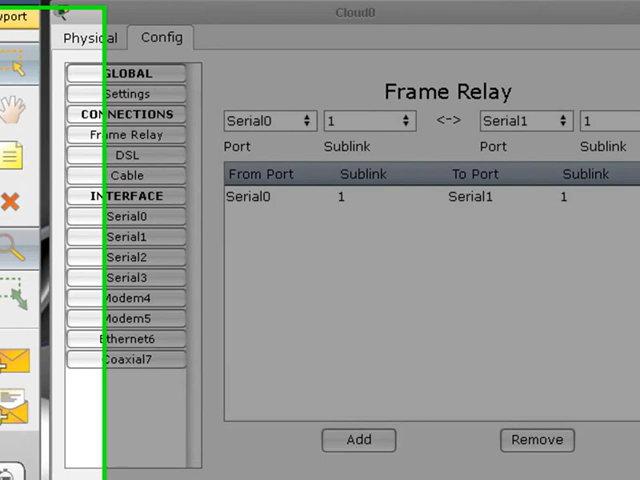 wport
Cloud0
Physical
Config
GLOBAL
Settings
CONNECTIONS
Frame Relay
DSL
Cable
INTERFACE
Serial0
Serial1
Serial2
Serial3
Modem4
Modem5
Ethernet6
Coaxial7
Frame Relay
Serial0 1 <-> Serial1 1
Port Sublink Port Sublink
From Port Sublink To Port Sublink
Serial0 1 Serial1 1
Add Remove